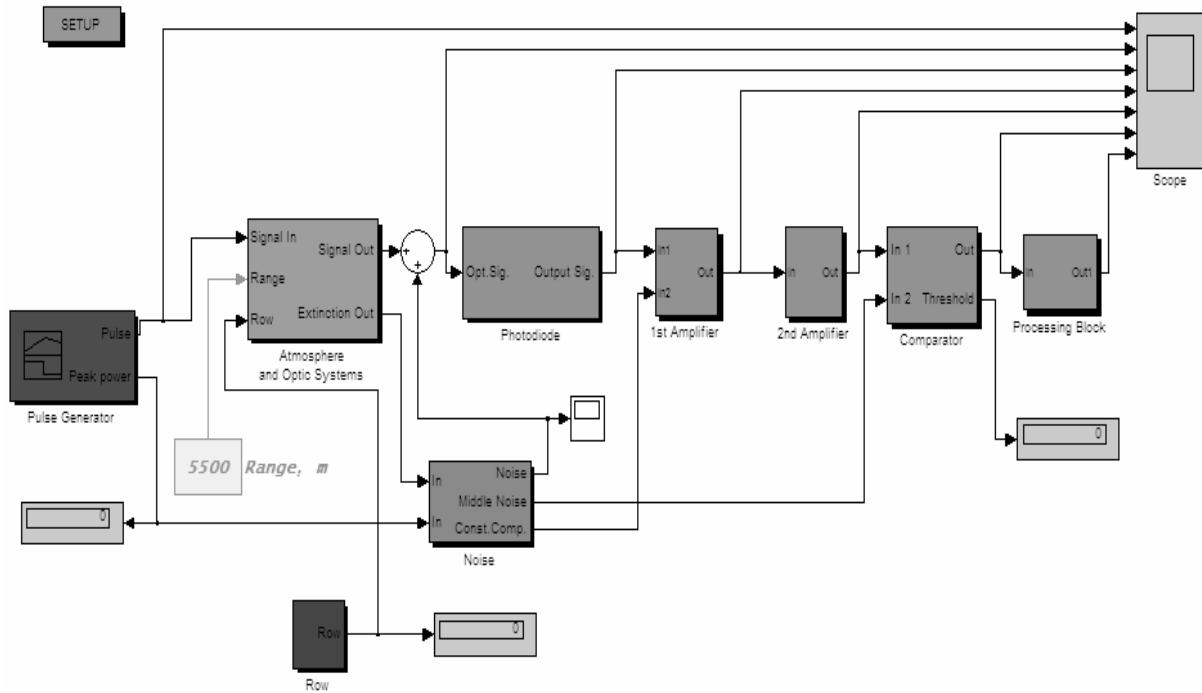 SETUP
Scope
Signal In
Signal Out
Range
Row
Extinction Out
Atmosphere
and Optic Systems
Opt.Sig.
Output Sig.
Photodiode
In1
In2
Out
1st Amplifier
In
Out
2nd Amplifier
In 1
In 2
Out
Threshold
Comparator
In
Out1
Processing Block
Pulse
Peak power
Pulse Generator
5500 Range, m
0
0
In
In
Noise
Middle Noise
Const.Comp.
Noise
Row
Row
0